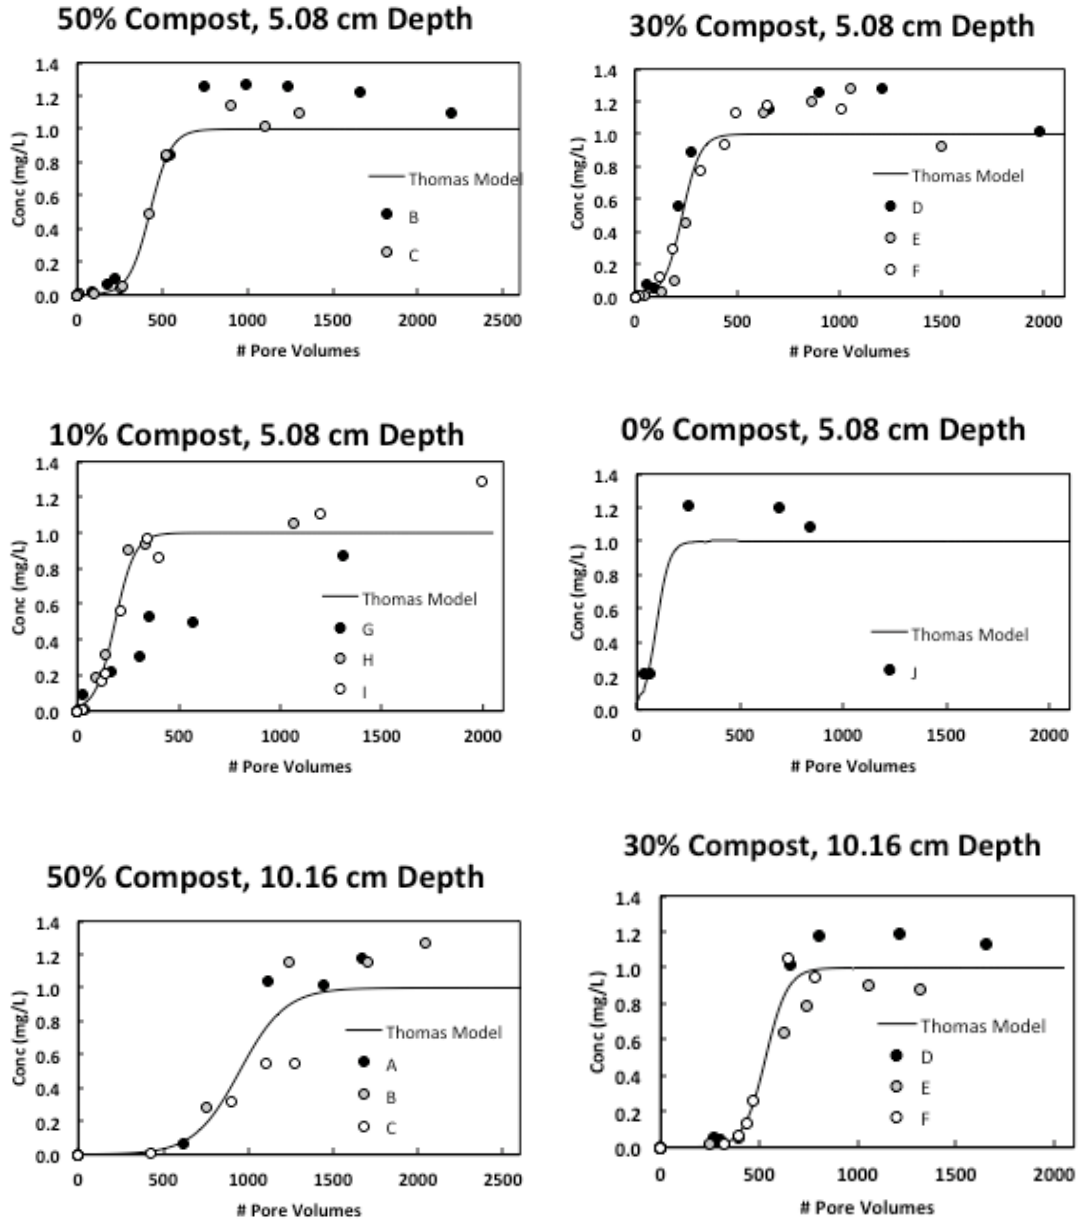 50% Compost, 5.08 cm Depth
1.4
1.2
1.0
0.8
0.6
0.4
0.2
0.0
Conc (mg/L)
Thomas Model
B
C
0 500 1000 1500 2000 2500
# Pore Volumes
30% Compost, 5.08 cm Depth
1.4
1.2
1.0
0.8
0.6
0.4
0.2
0.0
Conc (mg/L)
Thomas Model
D
E
F
0 500 1000 1500 2000
# Pore Volumes
10% Compost, 5.08 cm Depth
1.4
1.2
1.0
0.8
0.6
0.4
0.2
0.0
Conc (mg/L)
Thomas Model
G
H
I
0 500 1000 1500 2000
# Pore Volumes
0% Compost, 5.08 cm Depth
1.4
1.2
1.0
0.8
0.6
0.4
0.2
0.0
Conc (mg/L)
Thomas Model
J
0 500 1000 1500 2000
# Pore Volumes
50% Compost, 10.16 cm Depth
1.4
1.2
1.0
0.8
0.6
0.4
0.2
0.0
Conc (mg/L)
Thomas Model
A
B
C
0 500 1000 1500 2000 2500
# Pore Volumes
30% Compost, 10.16 cm Depth
1.4
1.2
1.0
0.8
0.6
0.4
0.2
0.0
Conc (mg/L)
Thomas Model
D
E
F
0 500 1000 1500 2000
# Pore Volumes